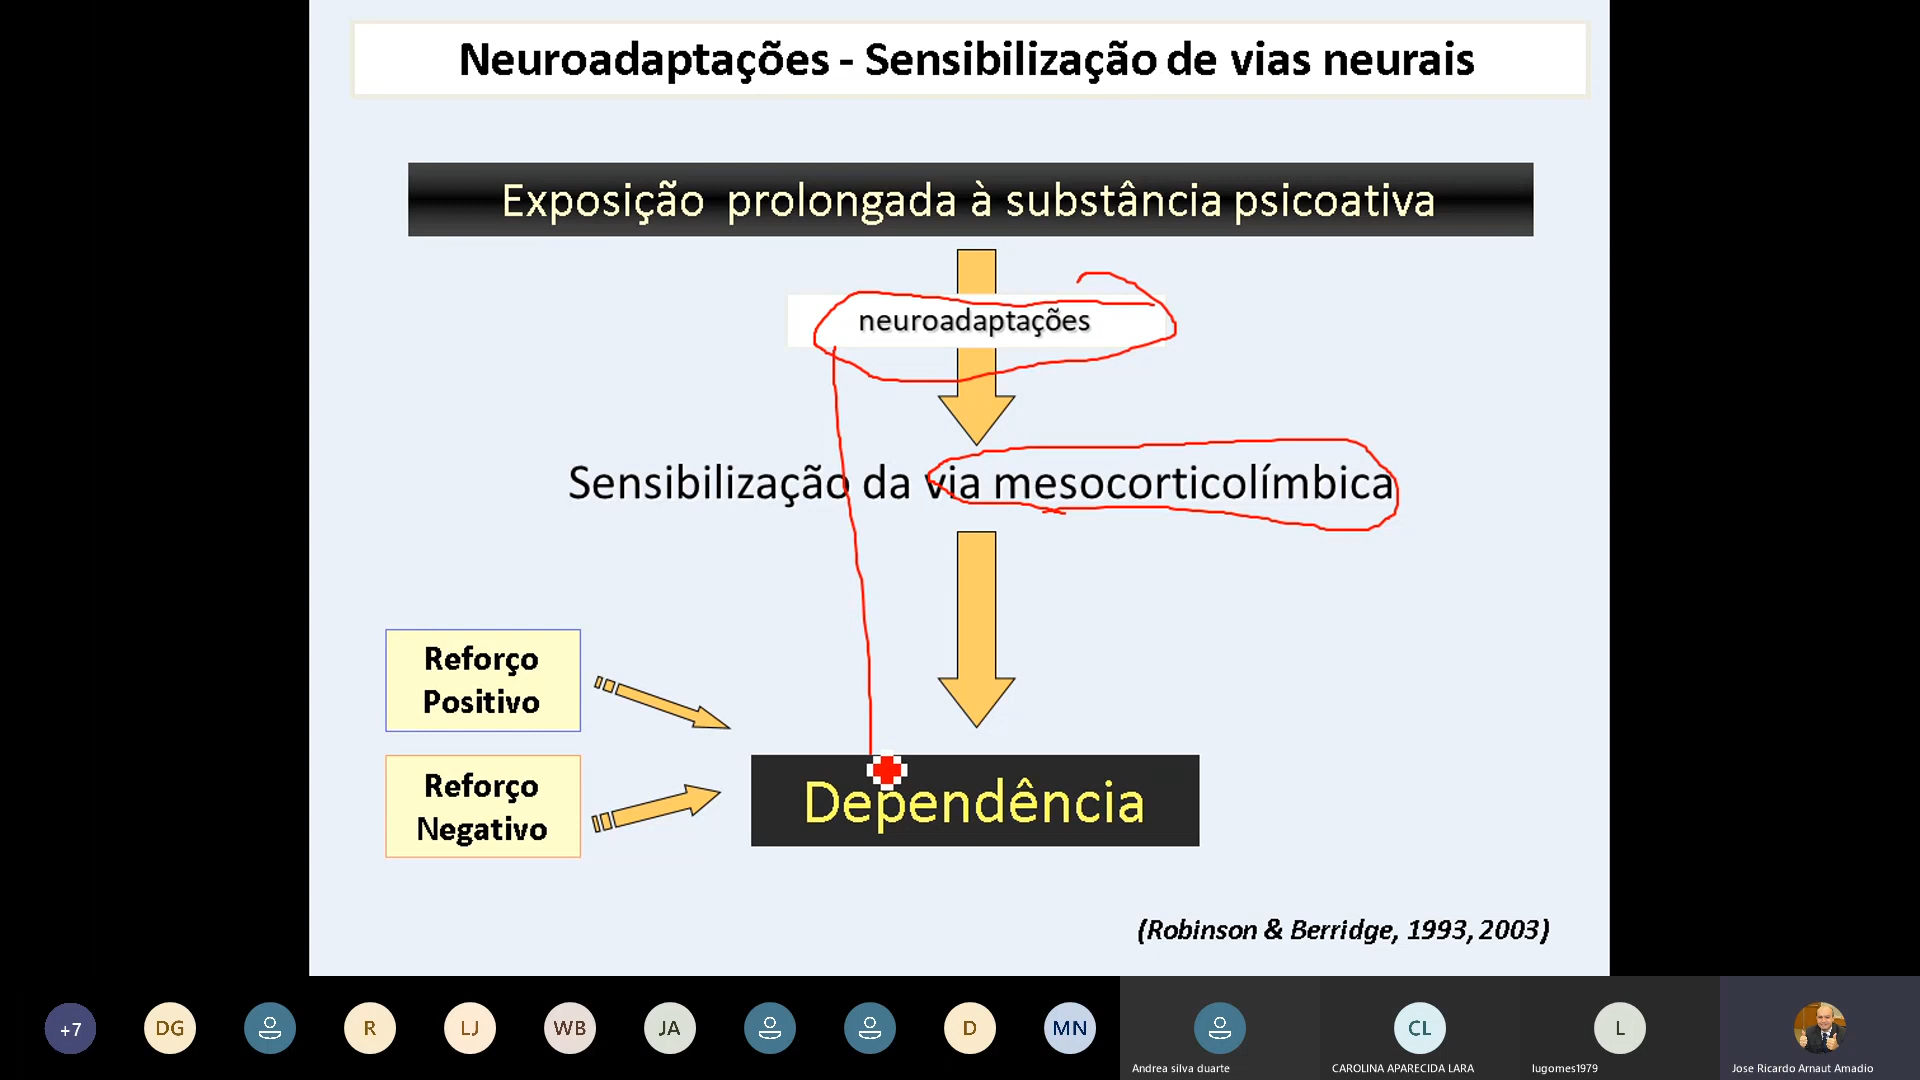 Neuroadaptações - Sensibilização de vias neurais
Exposição prolongada à substância psicoativa
neuroadaptações
Sensibilização da via mesocorticolímbica
Reforço
Positivo
Reforço
Negativo
Dependência
(Robinson & Berridge, 1993, 2003)
+7
DG
R
LJ
WB
JA
D
MN
CL
L
Andrea silva duarte
CAROLINA APARECIDA LARA
lugomes1979
Jose Ricardo Arnaut Amadio